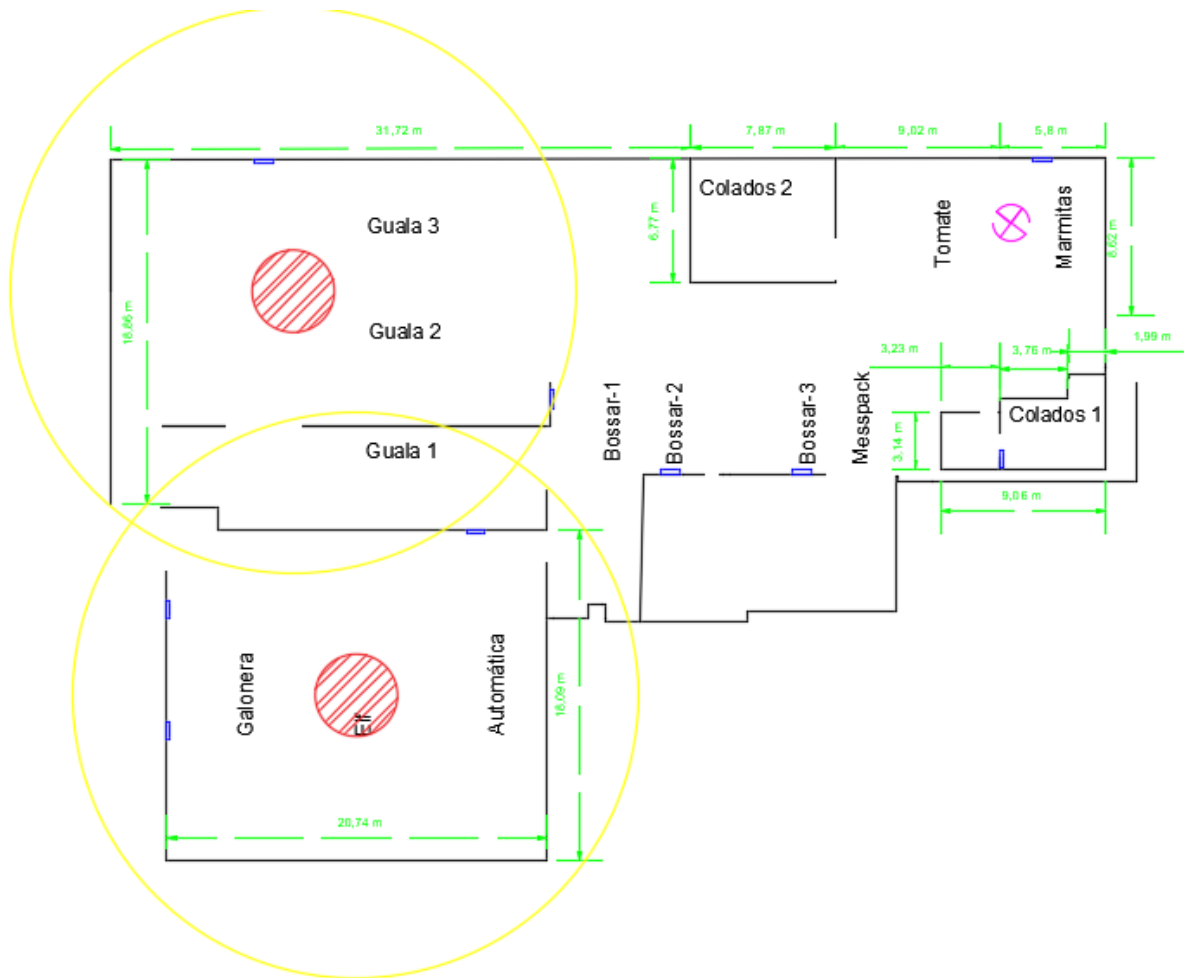 31,72 m
7,87 m
9,02 m
5,8 m
Colados 2
Guala 3
6,77 m
Tomate
Marmitas
8,62 m
18,86 m
Guala 2
3,23 m
3,76 m
1,99 m
Bossar-1
Bossar-2
Bossar-3
Messpack
Colados 1
3,14 m
Guala 1
9,06 m
Galonera
Automática
18,09 m
20,74 m